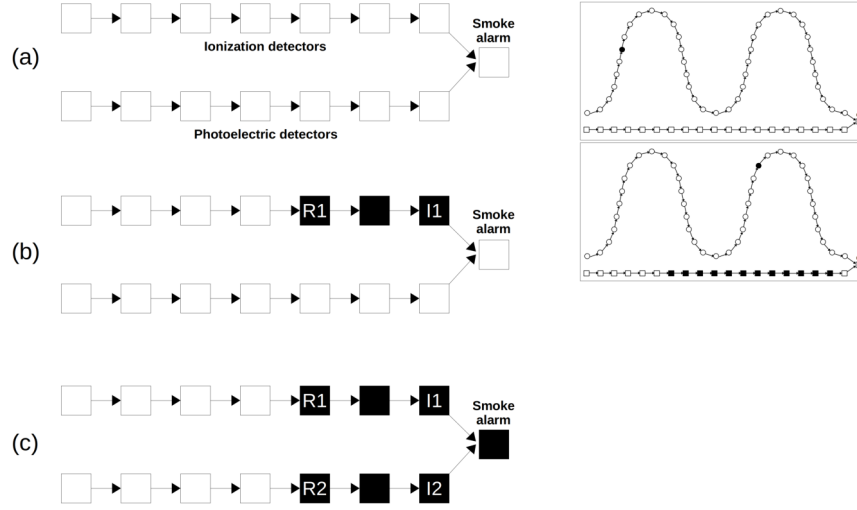 Smoke
alarm
(a)
Ionization detectors
Photoelectric detectors
Smoke
alarm
(b)
R1
I1
Smoke
alarm
(c)
R1
I1
R2
I2